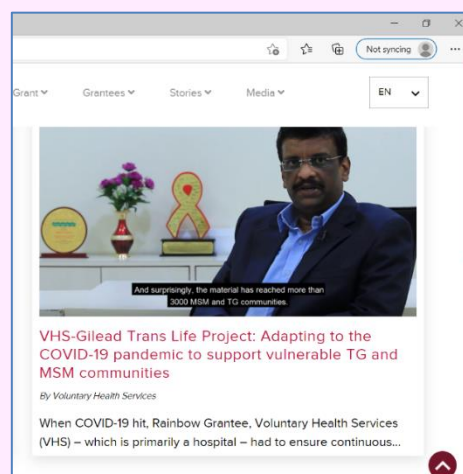 Not syncing
Grant
Grantees
Stories
Media
EN
And surprisingly, the material has reached more than
3000 MSM and TG communities.
VHS-Gilead Trans Life Project: Adapting to the
COVID-19 pandemic to support vulnerable TG and
MSM communities
By Voluntary Health Services
When COVID-19 hit, Rainbow Grantee, Voluntary Health Services
(VHS) – which is primarily a hospital – had to ensure continuous...